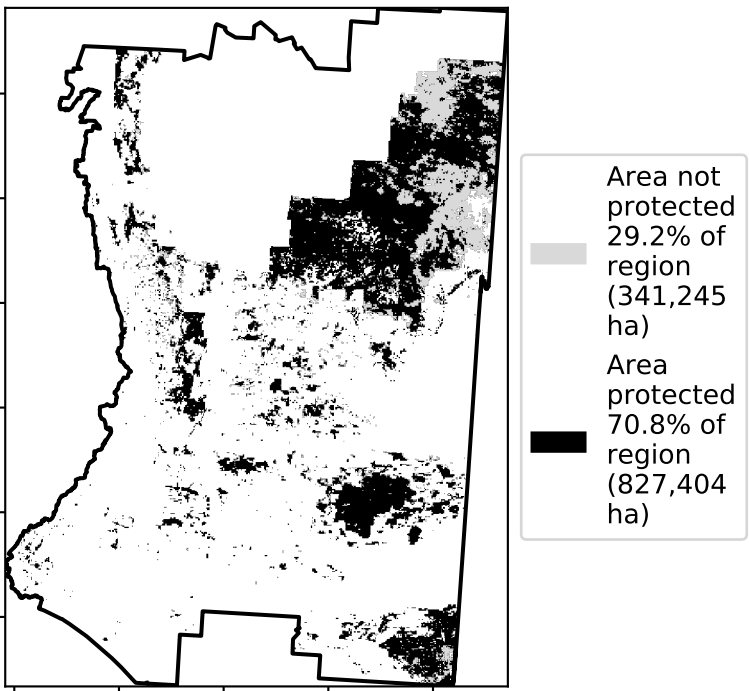 Area not
protected
29.2% of
region
(341,245
ha)
Area
protected
70.8% of
region
(827,404
ha)